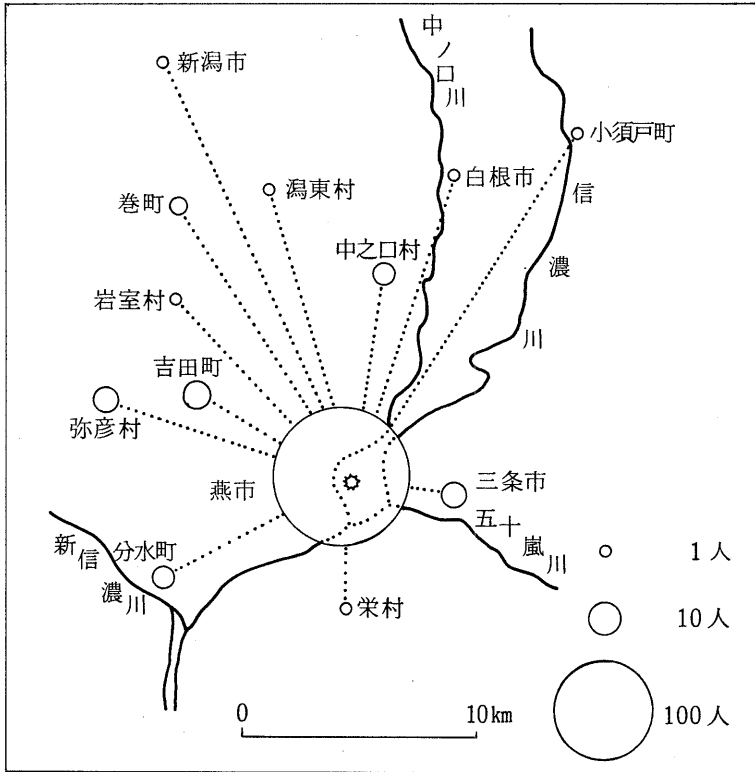 中ノ口川
新潟市
小須戸町
白根市
潟東村
巻町
信濃川
中之口村
岩室村
吉田町
弥彦村
燕市
三条市
五十嵐川
新信濃川
分水町
栄村
1人
10人
100人
0
10km